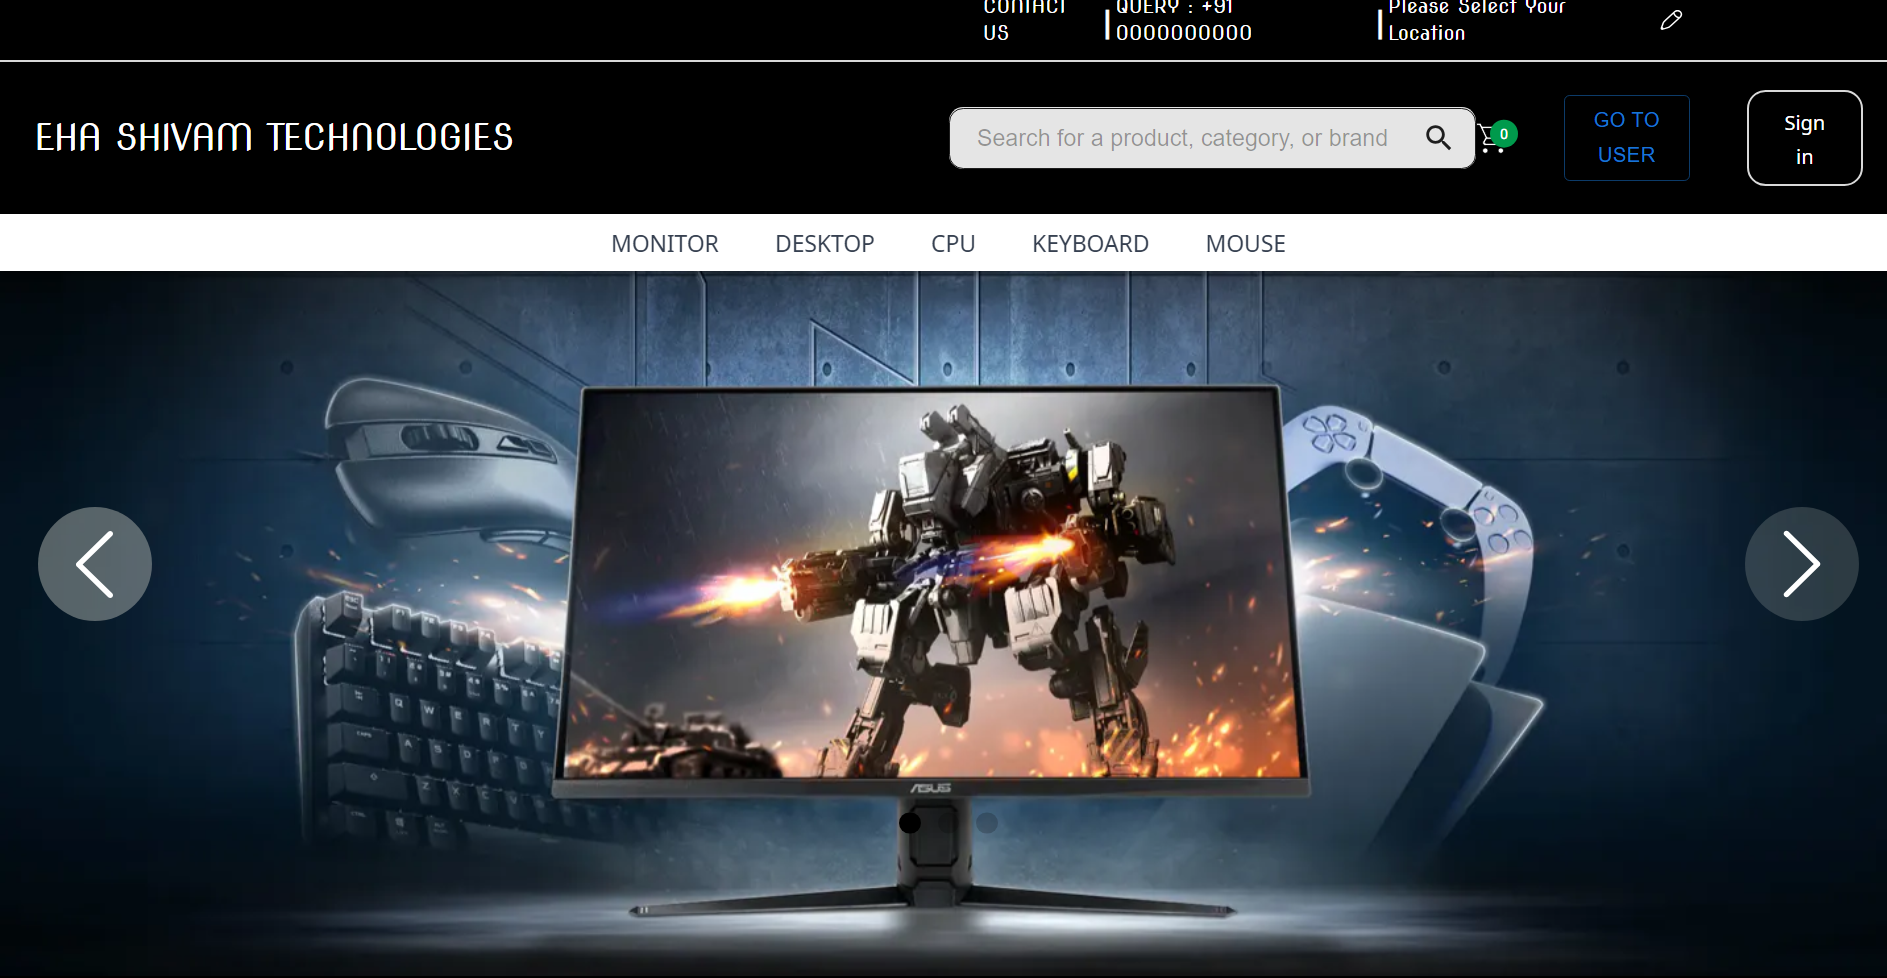 CONTACT
US
QUERY : +91
0000000000
Please Select Your
Location
EHA SHIVAM TECHNOLOGIES
Search for a product, category, or brand
0
GO TO
USER
Sign
in
MONITOR DESKTOP CPU KEYBOARD MOUSE
ASUS